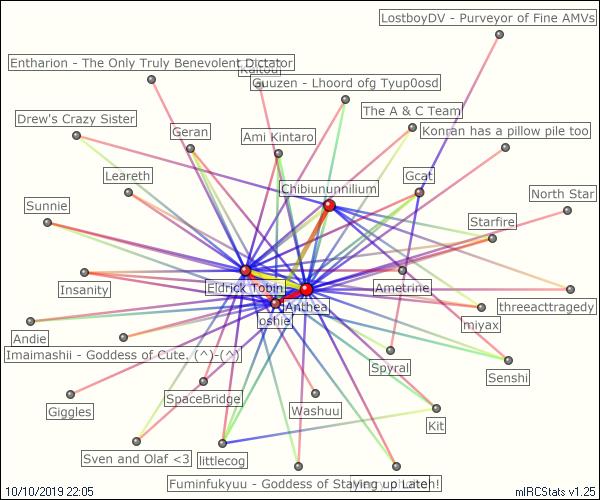 LostboyDV - Purveyor of Fine AMVs
Entharion - The Only Truly Benevolent Dictator
Kaitou
Guuzen - Lhoord ofg Tyup0osd
Drew's Crazy Sister
The A & C Team
Geran
Ami Kintaro
Konran has a pillow pile too
Leareth
Chibiununnilium
Gcat
North Star
Sunnie
Starfire
Insanity
Eldrick Tobin
Ametrine
Anthea
threeacttragedy
oshie
miyax
Andie
Imaimashii - Goddess of Cute, (^)-(^)
Spyral
Senshi
SpaceBridge
Giggles
Washuu
Kit
Sven and Olaf <3
littlecog
Fuminfukyuu - Goddess of Staying up Late!
10/10/2019 22:05
mIRCStats v1.25